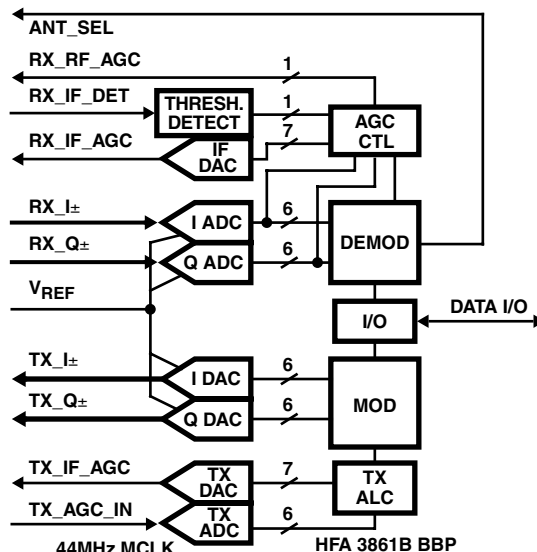 ANT_SEL
RX_RF_AGC
1
RX_IF_DET
THRESH.
DETECT
1
AGC
CTL
RX_IF_AGC
IF
DAC
7
RX_I±
I ADC
6
RX_Q±
Q ADC
6
DEMOD
VREF
I/O
DATA I/O
TX_I±
I DAC
6
TX_Q±
Q DAC
6
MOD
TX_IF_AGC
TX
DAC
7
TX
ALC
TX_AGC_IN
TX
ADC
6
44MHz MCLK
HFA 3861B BBP